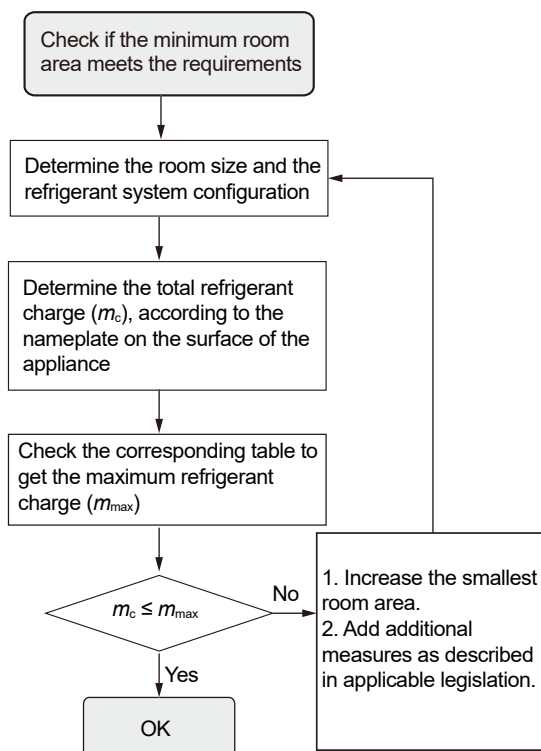 Check if the minimum room
area meets the requirements
Determine the room size and the
refrigerant system configuration
Determine the total refrigerant
charge (mc), according to the
nameplate on the surface of the
appliance
Check the corresponding table to
get the maximum refrigerant
charge (mmax)
mc ≤ mmax
No
1. Increase the smallest
room area.
2. Add additional
measures as described
in applicable legislation.
Yes
OK